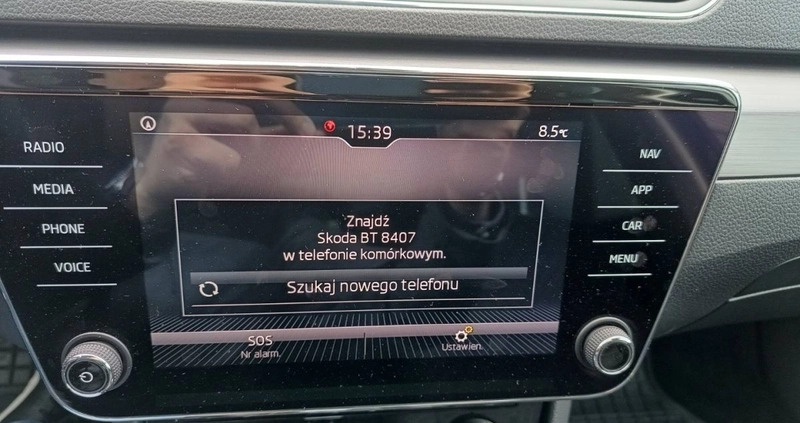 15:39
8.5°C
RADIO
MEDIA
PHONE
VOICE
Znajdź
Skoda BT 8407
w telefonie komórkowym.
Szukaj nowego telefonu
SOS
Nr alarm.
Ustawien.
NAV
APP
CAR
MENU